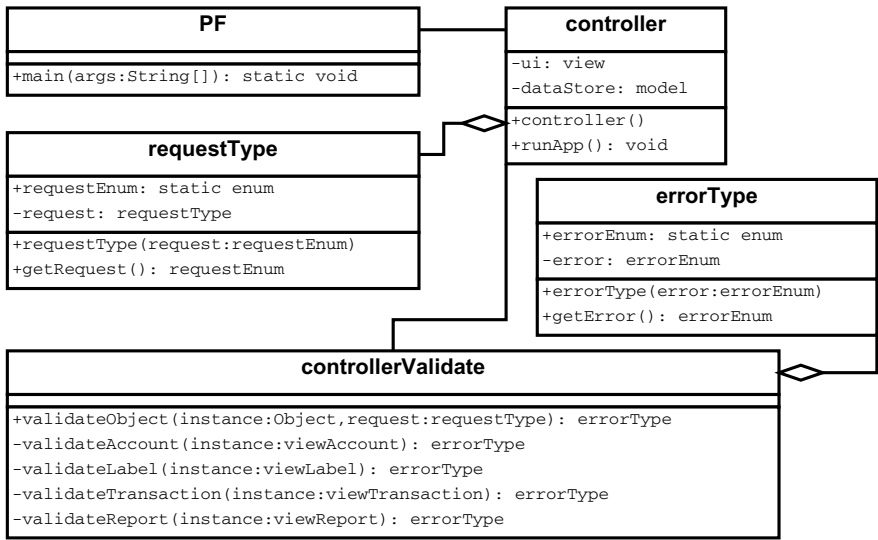 PF
+main(args:String[]): static void
controller
-ui: view
-dataStore: model
+controller()
+runApp(): void
requestType
+requestEnum: static enum
-request: requestType
+requestType(request:requestEnum)
+getRequest(): requestEnum
errorType
+errorEnum: static enum
-error: errorEnum
+errorType(error:errorEnum)
+getError(): errorEnum
controllerValidate
+validateObject(instance:Object,request:requestType): errorType
-validateAccount(instance:viewAccount): errorType
-validateLabel(instance:viewLabel): errorType
-validateTransaction(instance:viewTransaction): errorType
-validateReport(instance:viewReport): errorType